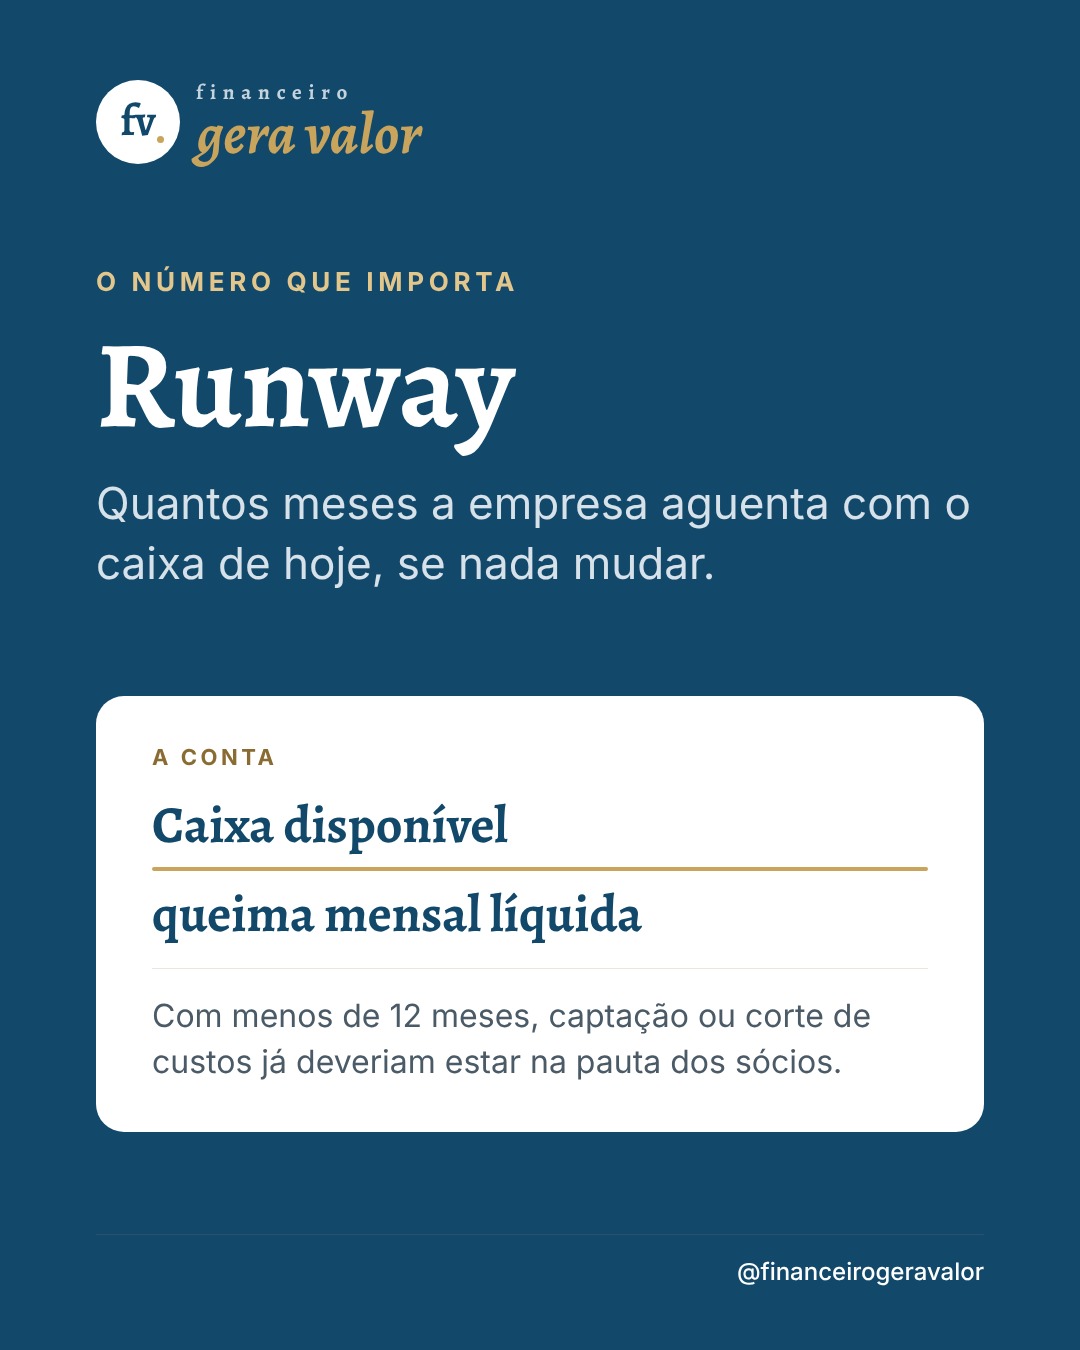 fv.
financeiro
gera valor
O NÚMERO QUE IMPORTA
Runway
Quantos meses a empresa aguenta com o
caixa de hoje, se nada mudar.
A CONTA
Caixa disponível
queima mensal líquida
Com menos de 12 meses, captação ou corte de
custos já deveriam estar na pauta dos sócios.
@financeirogeravalor